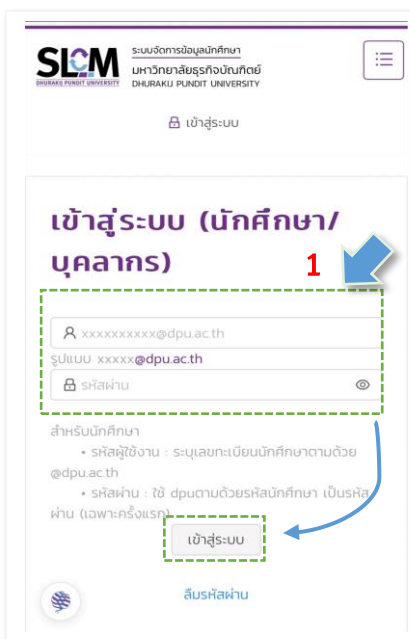 SLCM
DHURAKIJ PUNDIT UNIVERSITY
ระบบจัดการข้อมูลนักศึกษา
มหาวิทยาลัยธุรกิจบัณฑิตย์
DHURAKIJ PUNDIT UNIVERSITY
เข้าสู่ระบบ
เข้าสู่ระบบ (นักศึกษา/
บุคลากร)
1
xxxxxxxxxx@dpu.ac.th
รูปแบบ xxxxx@dpu.ac.th
รหัสผ่าน
สำหรับนักศึกษา
• รหัสผู้ใช้งาน : ระบุเลขทะเบียนนักศึกษาตามด้วย
@dpu.ac.th
• รหัสผ่าน : ใช้ dpuตามด้วยรหัสนักศึกษา เป็นรหัส
ผ่าน (เฉพาะครั้งแรก)
เข้าสู่ระบบ
ลืมรหัสผ่าน